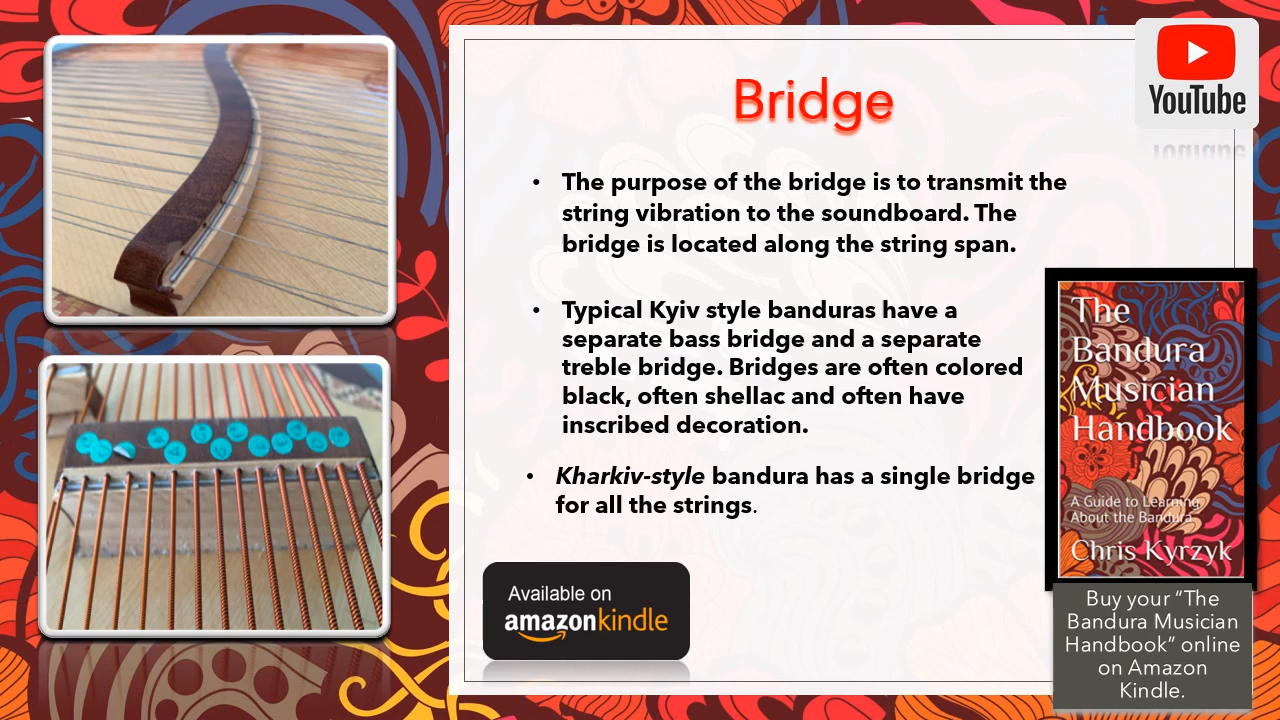 Bridge
YouTube
• The purpose of the bridge is to transmit the
string vibration to the soundboard. The
bridge is located along the string span.
• Typical Kyiv style banduras have a
separate bass bridge and a separate
treble bridge. Bridges are often colored
black, often shellac and often have
inscribed decoration.
• Kharkiv-style bandura has a single bridge
for all the strings.
Available on
amazonkindle
The
Bandura
Musician
Handbook
A Guide to Learning
About the Bandura
Chris Kyrzyk
Buy your “The
Bandura Musician
Handbook” online
on Amazon
Kindle.